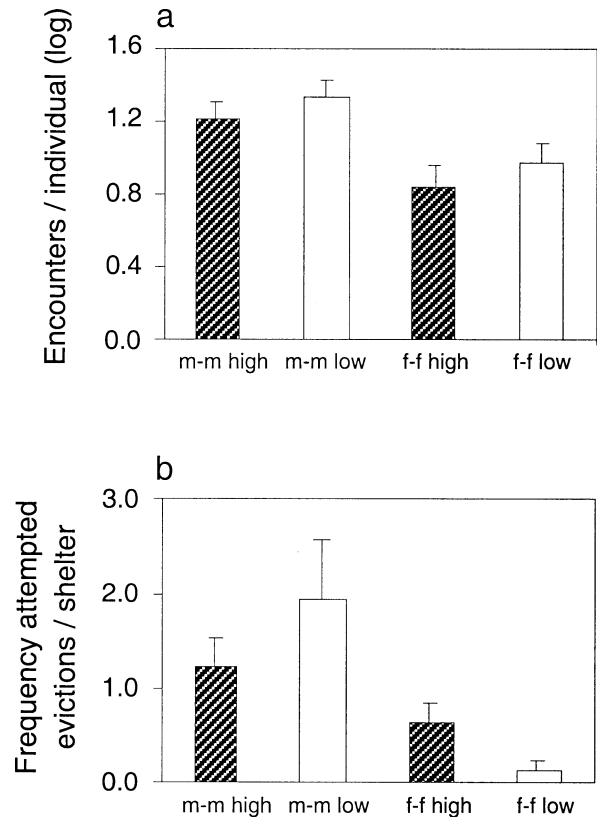 a
Encounters / individual (log)
1.6
1.2
0.8
0.4
0.0
m-m high m-m low f-f high f-f low
b
Frequency attempted
evictions / shelter
3.0
2.0
1.0
0.0
m-m high m-m low f-f high f-f low